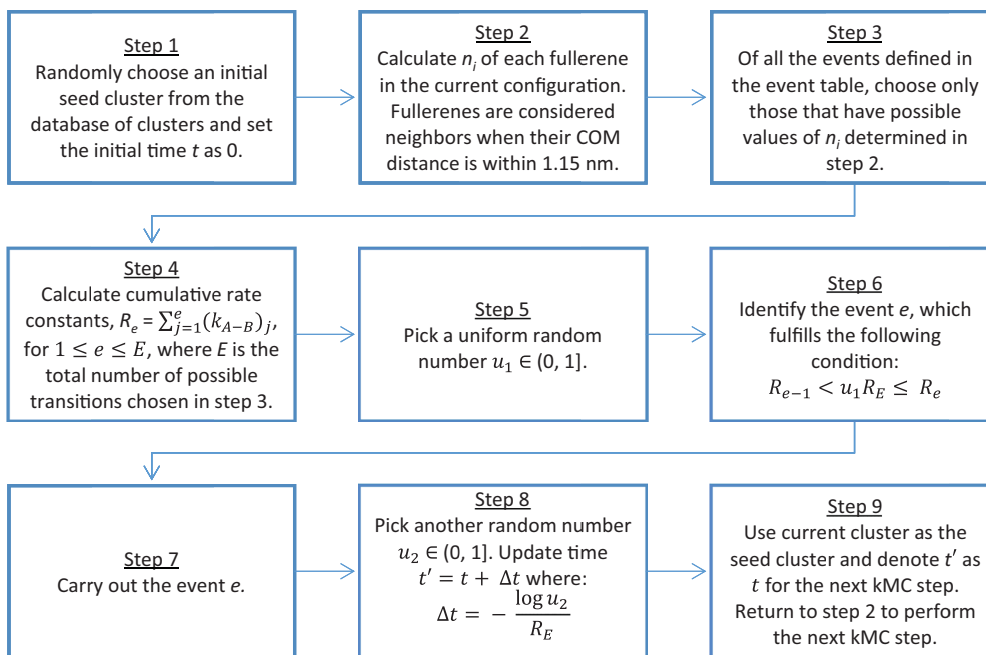 Step 1
Randomly choose an initial
seed cluster from the
database of clusters and set
the initial time t as 0.
Step 2
Calculate n_i of each fullerene
in the current configuration.
Fullerenes are considered
neighbors when their COM
distance is within 1.15 nm.
Step 3
Of all the events defined in
the event table, choose only
those that have possible
values of n_i determined in
step 2.
Step 4
Calculate cumulative rate
constants, R_e = ∑_{j=1}^{e}(k_{A−B})_j,
for 1 ≤ e ≤ E, where E is the
total number of possible
transitions chosen in step 3.
Step 5
Pick a uniform random
number u_1 ∈ (0, 1].
Step 6
Identify the event e, which
fulfills the following
condition:
R_{e−1} < u_1R_E ≤ R_e
Step 7
Carry out the event e.
Step 8
Pick another random number
u_2 ∈ (0, 1]. Update time
t′ = t + Δt where:
Δt = − log u_2 / R_E
Step 9
Use current cluster as the
seed cluster and denote t′ as
t for the next kMC step.
Return to step 2 to perform
the next kMC step.